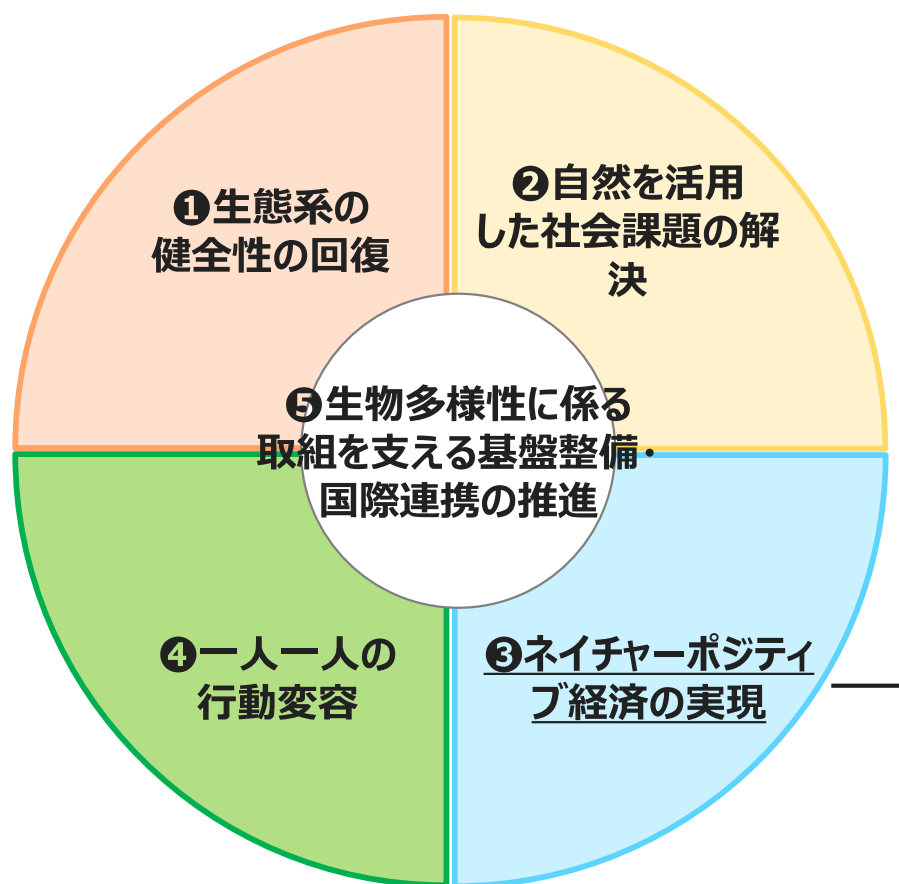 ❶生態系の
健全性の回復
❷自然を活用
した社会課題の解
決
❺生物多様性に係る
取組を支える基盤整備・
国際連携の推進
❹一人一人の
行動変容
❸ネイチャーポジティ
ブ経済の実現